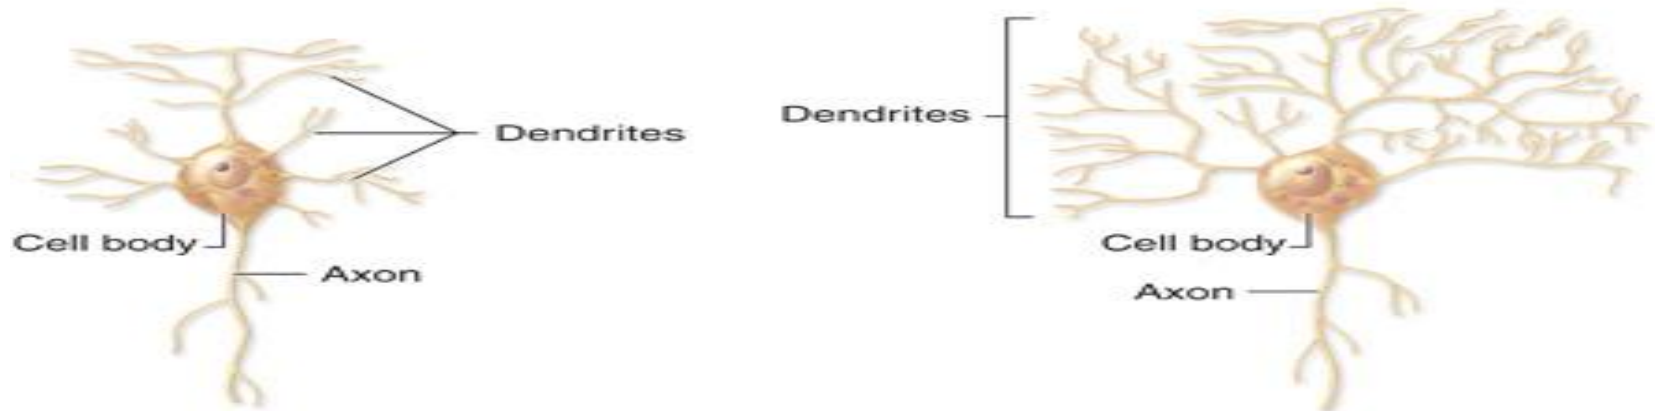 Dendrites
Cell body
Axon
Dendrites
Cell body
Axon